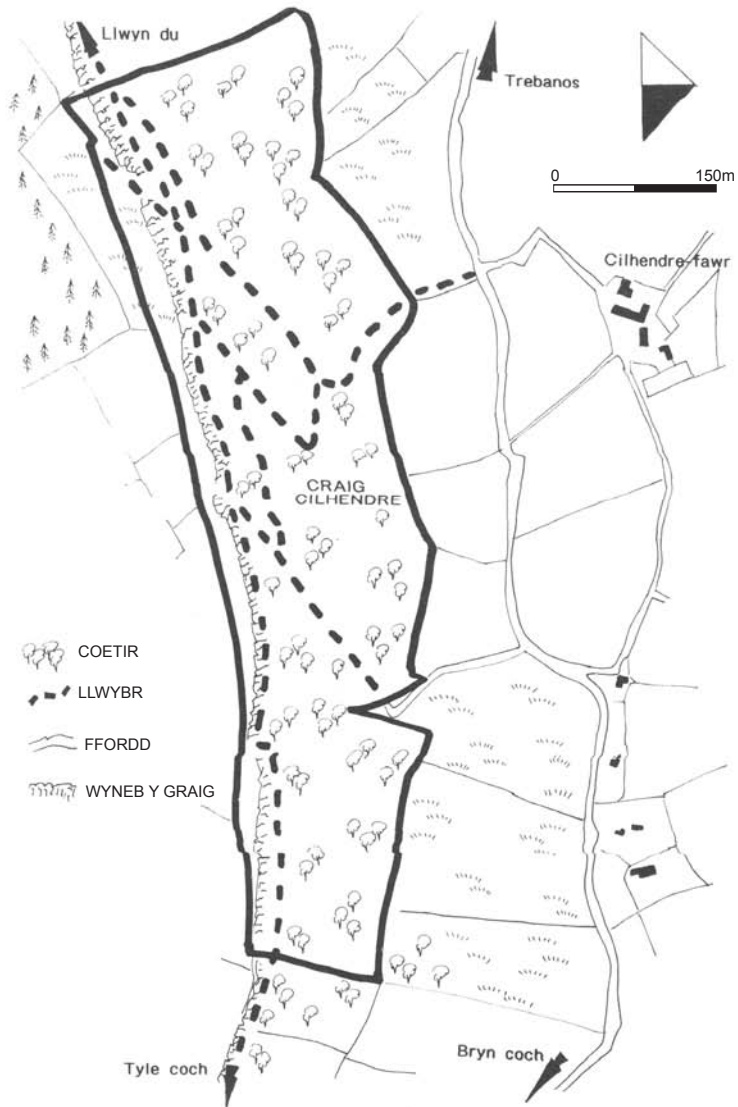 Llwyn du
Trebanos
0 150m
Cilhendre-fawr
CRAIG
CILHENDRE
COETIR
LLWYBR
FFORDD
WYNEB Y GRAIG
Tyle coch
Bryn coch